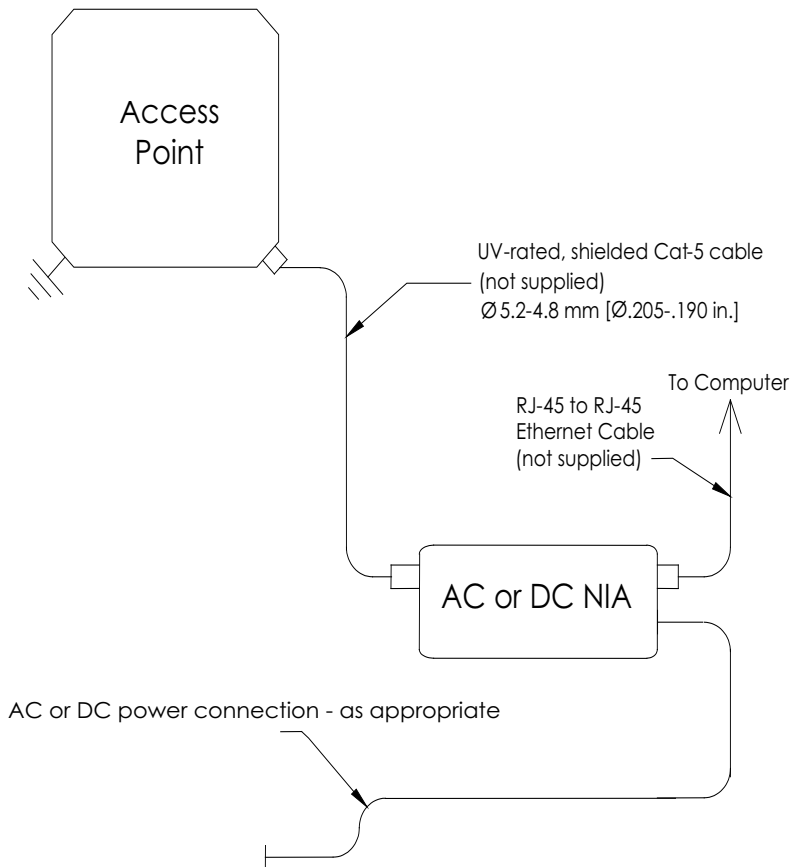 Access
Point
UV-rated, shielded Cat-5 cable
(not supplied)
Ø 5.2-4.8 mm [Ø.205-.190 in.]
To Computer
RJ-45 to RJ-45
Ethernet Cable
(not supplied)
AC or DC NIA
AC or DC power connection - as appropriate